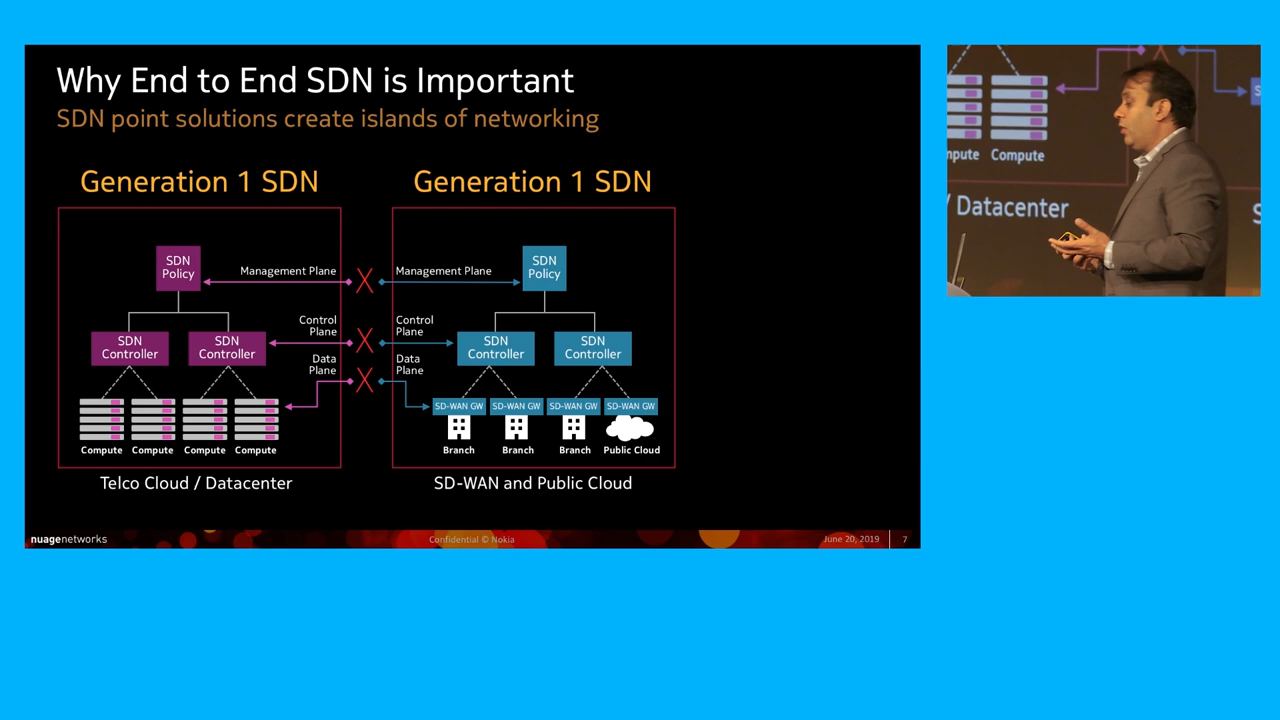 Why End to End SDN is Important
SDN point solutions create islands of networking
Generation 1 SDN
SDN
Policy
Management Plane
Control
Plane
SDN
Controller
SDN
Controller
Data
Plane
Compute
Compute
Compute
Compute
Telco Cloud / Datacenter
Generation 1 SDN
Management Plane
SDN
Policy
Control
Plane
SDN
Controller
SDN
Controller
Data
Plane
SD-WAN GW
SD-WAN GW
SD-WAN GW
SD-WAN GW
Branch
Branch
Branch
Public Cloud
SD-WAN and Public Cloud
nuagenetworks
Confidential © Nokia
June 20, 2019
7
S
mpute
Compute
/ Datacenter
S